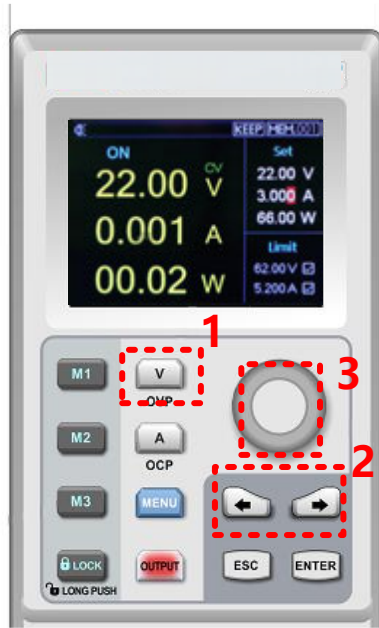 KEEP MEM 001
ON
Set
22.00 CV V
22.00 V
3.000 A
0.001 A
66.00 W
Limit
00.02 W
62.00 V
5.200 A
1
M1
V
OVP
3
M2
A
OCP
2
M3
MENU
LOCK
OUTPUT
ESC
ENTER
LONG PUSH